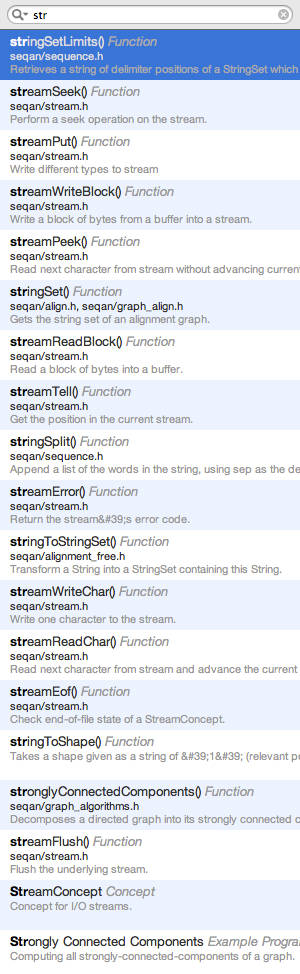 str
stringSetLimits() Function
seqan/sequence.h
Retrieves a string of delimiter positions of a StringSet which
streamSeek() Function
seqan/stream.h
Perform a seek operation on the stream.
streamPut() Function
seqan/stream.h
Write different types to stream
streamWriteBlock() Function
seqan/stream.h
Write a block of bytes from a buffer into a stream.
streamPeek() Function
seqan/stream.h
Read next character from stream without advancing current
stringSet() Function
seqan/align.h, seqan/graph_align.h
Gets the string set of an alignment graph.
streamReadBlock() Function
seqan/stream.h
Read a block of bytes into a buffer.
streamTell() Function
seqan/stream.h
Get the position in the current stream.
stringSplit() Function
seqan/sequence.h
Append a list of the words in the string, using sep as the de
streamError() Function
seqan/stream.h
Return the stream&#39;s error code.
stringToStringSet() Function
seqan/alignment_free.h
Transform a String into a StringSet containing this String.
streamWriteChar() Function
seqan/stream.h
Write one character to the stream.
streamReadChar() Function
seqan/stream.h
Read next character from stream and advance the current
streamEof() Function
seqan/stream.h
Check end-of-file state of a StreamConcept.
stringToShape() Function
Takes a shape given as a string of &#39;1&#39; (relevant po
stronglyConnectedComponents() Function
seqan/graph_algorithms.h
Decomposes a directed graph into its strongly connected c
streamFlush() Function
seqan/stream.h
Flush the underlying stream.
StreamConcept Concept
Concept for I/O streams.
Strongly Connected Components Example Progra
Computing all strongly-connected-components of a graph.